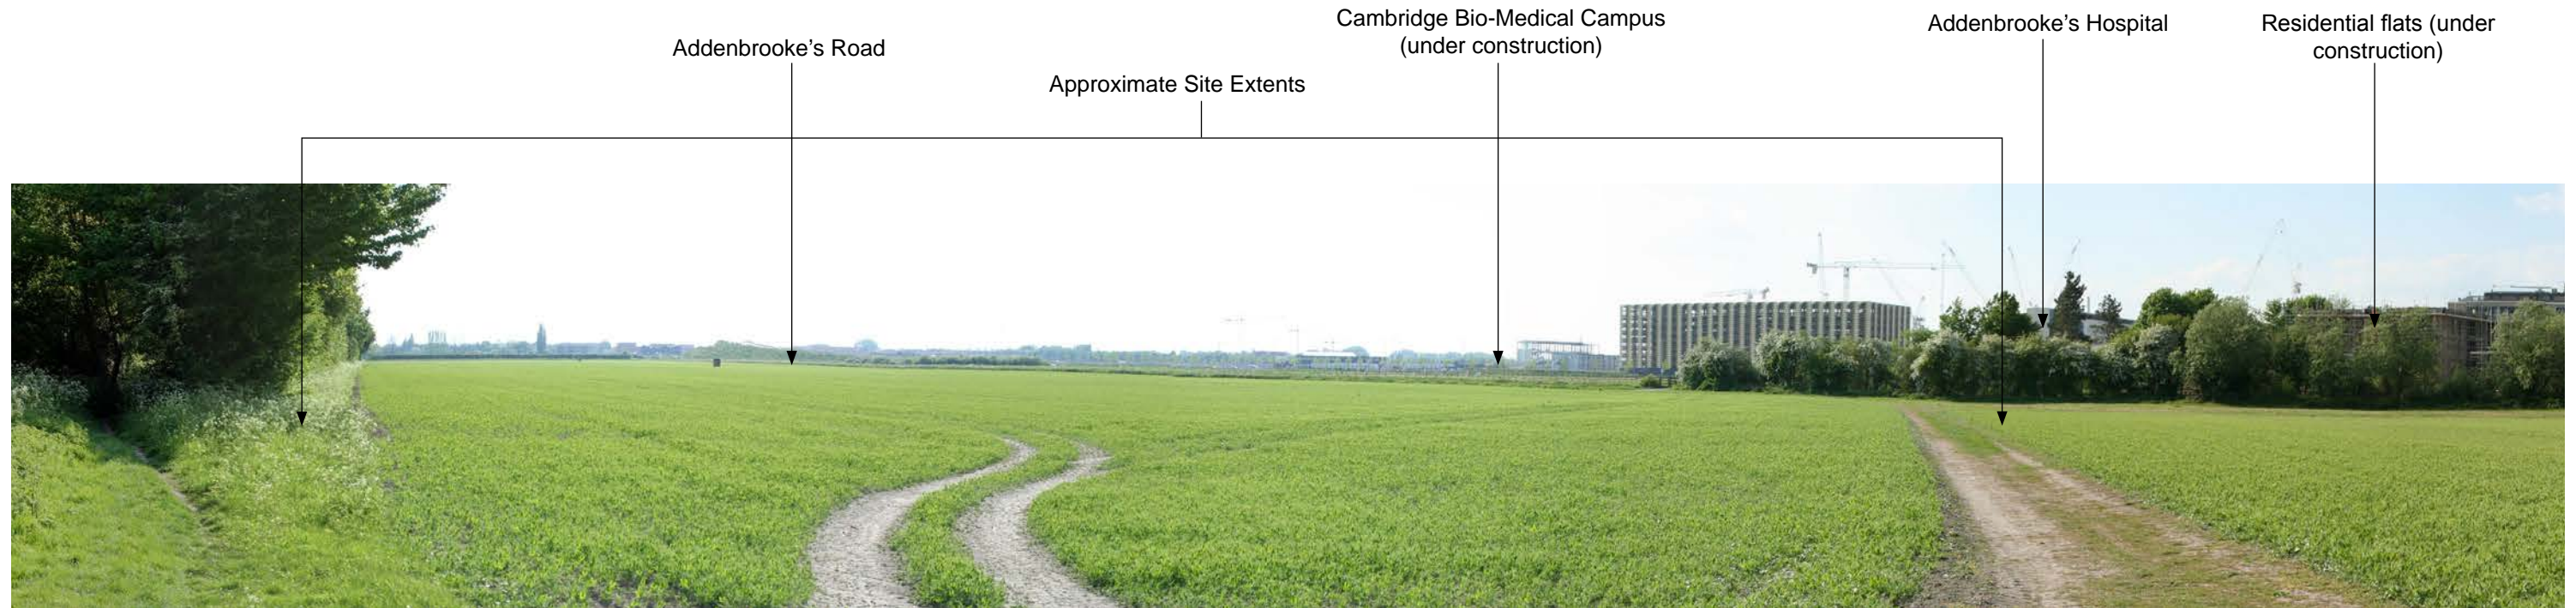 Cambridge Bio-Medical Campus
(under construction)
Addenbrooke's Hospital
Residential flats (under
construction)
Addenbrooke's Road
Approximate Site Extents